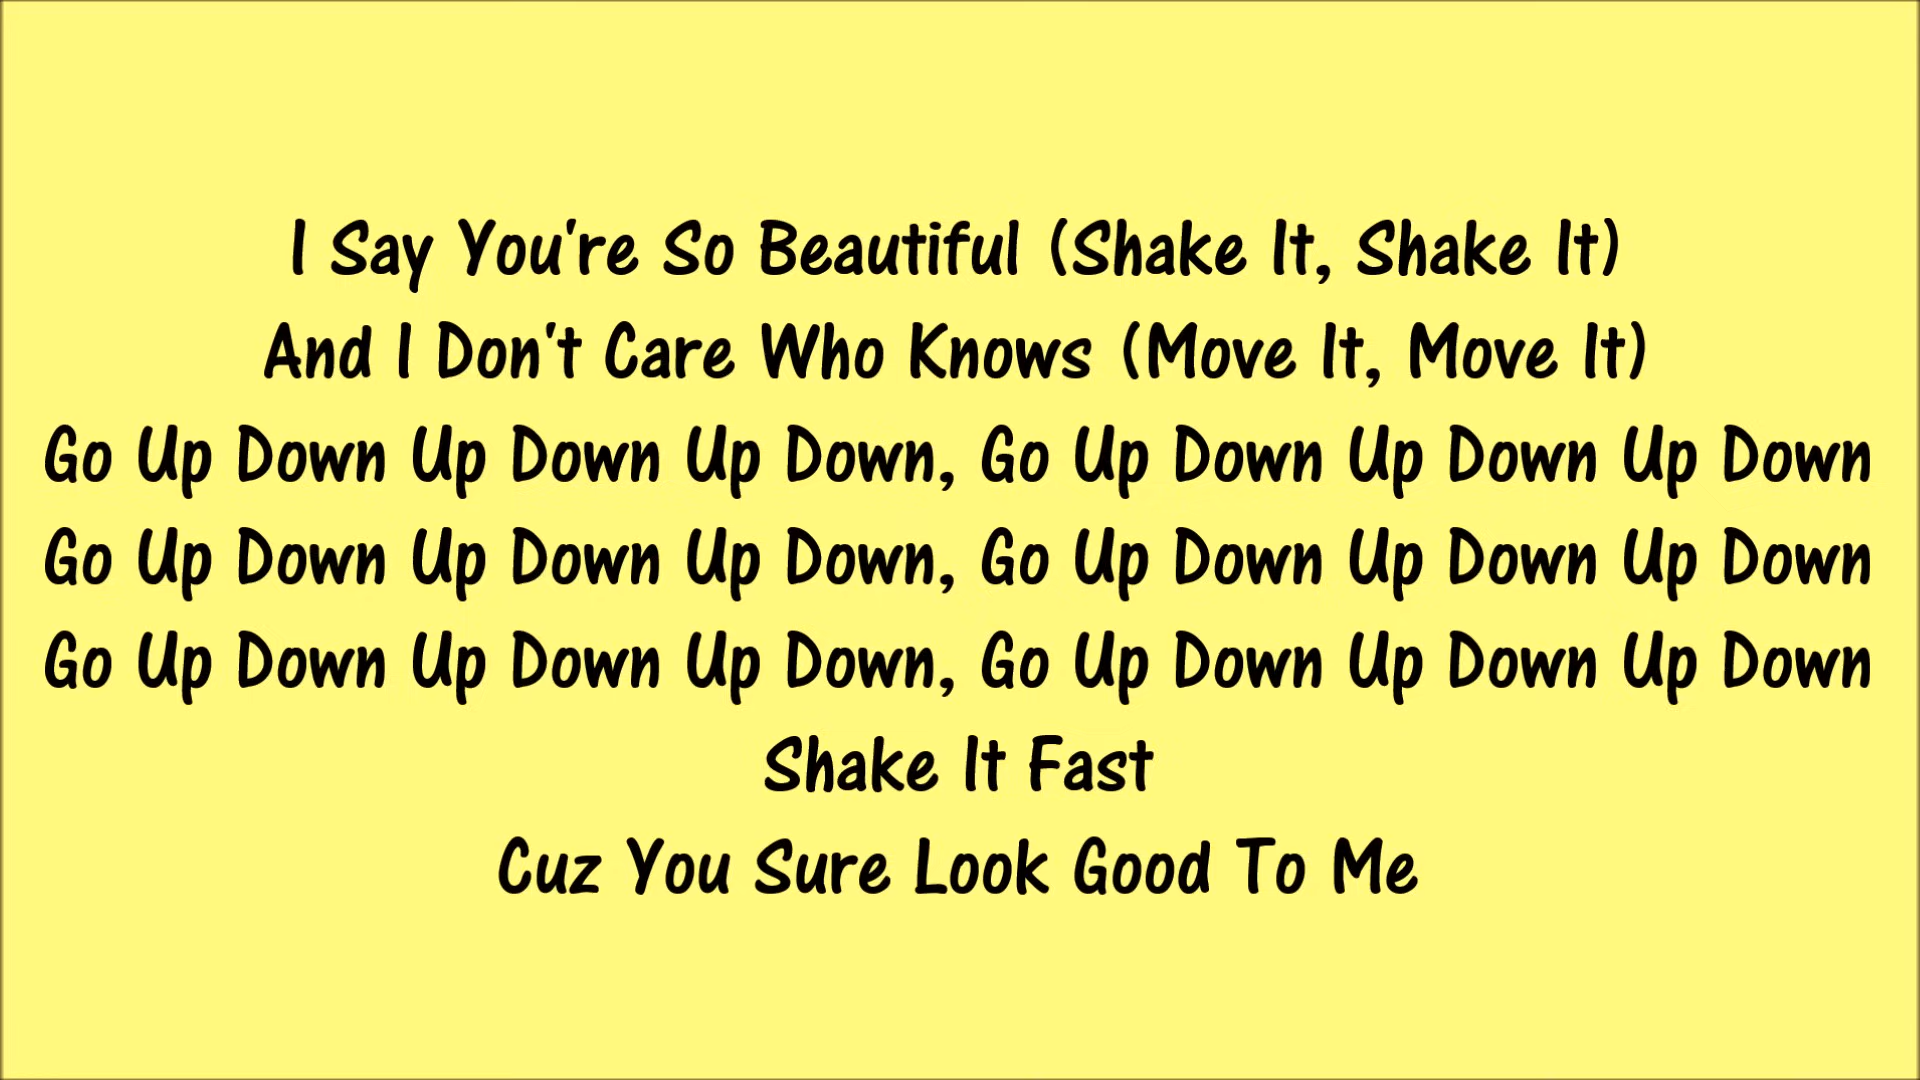 I Say You're So Beautiful (Shake It, Shake It)
And I Don't Care Who Knows (Move It, Move It)
Go Up Down Up Down Up Down, Go Up Down Up Down Up Down
Go Up Down Up Down Up Down, Go Up Down Up Down Up Down
Go Up Down Up Down Up Down, Go Up Down Up Down Up Down
Shake It Fast
Cuz You Sure Look Good To Me